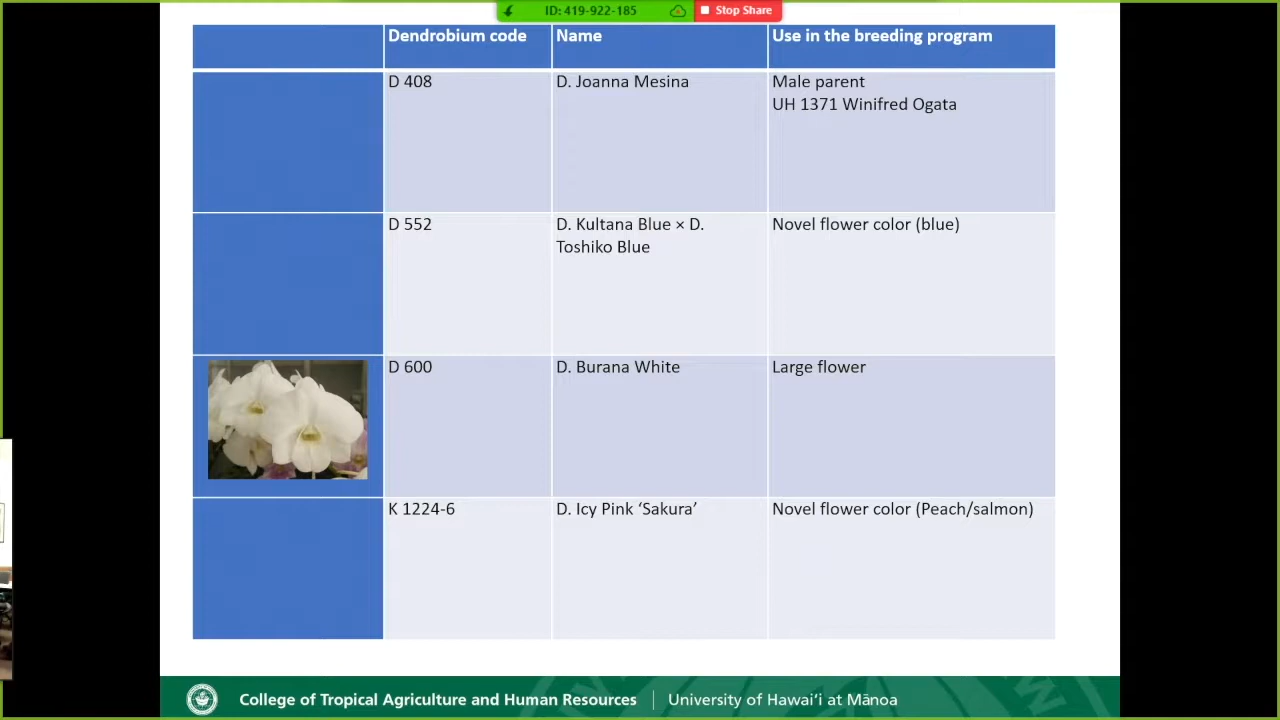 ID: 419-922-185
Stop Share
Dendrobium code
Name
Use in the breeding program
D 408
D. Joanna Mesina
Male parent
UH 1371 Winifred Ogata
D 552
D. Kultana Blue × D.
Toshiko Blue
Novel flower color (blue)
D 600
D. Burana White
Large flower
K 1224-6
D. Icy Pink ‘Sakura’
Novel flower color (Peach/salmon)
College of Tropical Agriculture and Human Resources
University of Hawai‘i at Mānoa